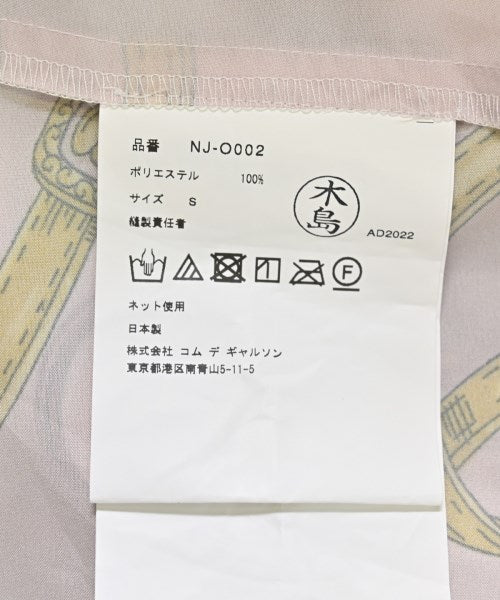 品番 NJ-O002
ポリエステル 100%
サイズ S
縫製責任者
木島
AD2022
F
ネット使用
日本製
株式会社 コム デ ギャルソン
東京都港区南青山5-11-5